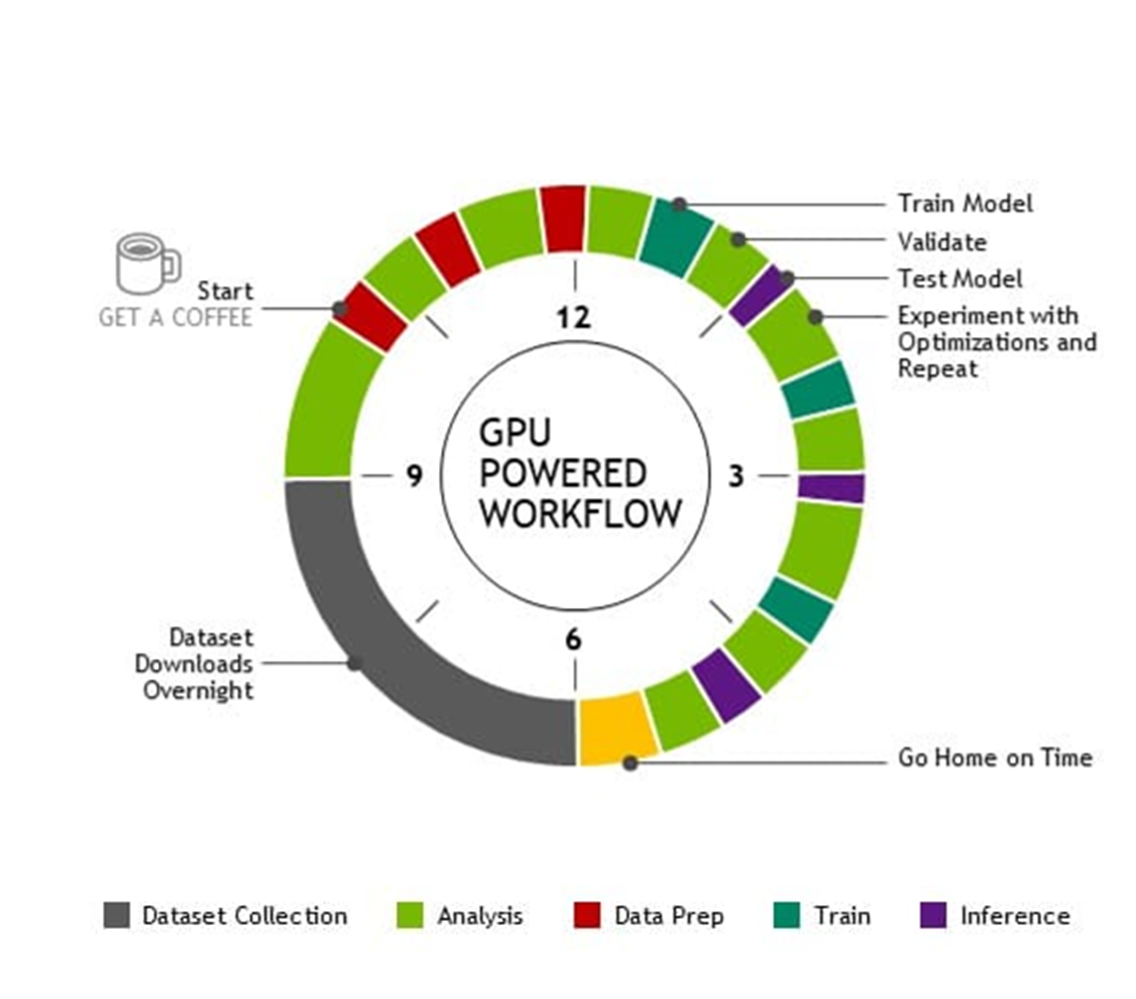 Train Model
Validate
Start
GET A COFFEE
Test Model
Experiment with
Optimizations and
Repeat
12
GPU
POWERED
WORKFLOW
9
3
6
Dataset
Downloads
Overnight
Go Home on Time
Dataset Collection
Analysis
Data Prep
Train
Inference